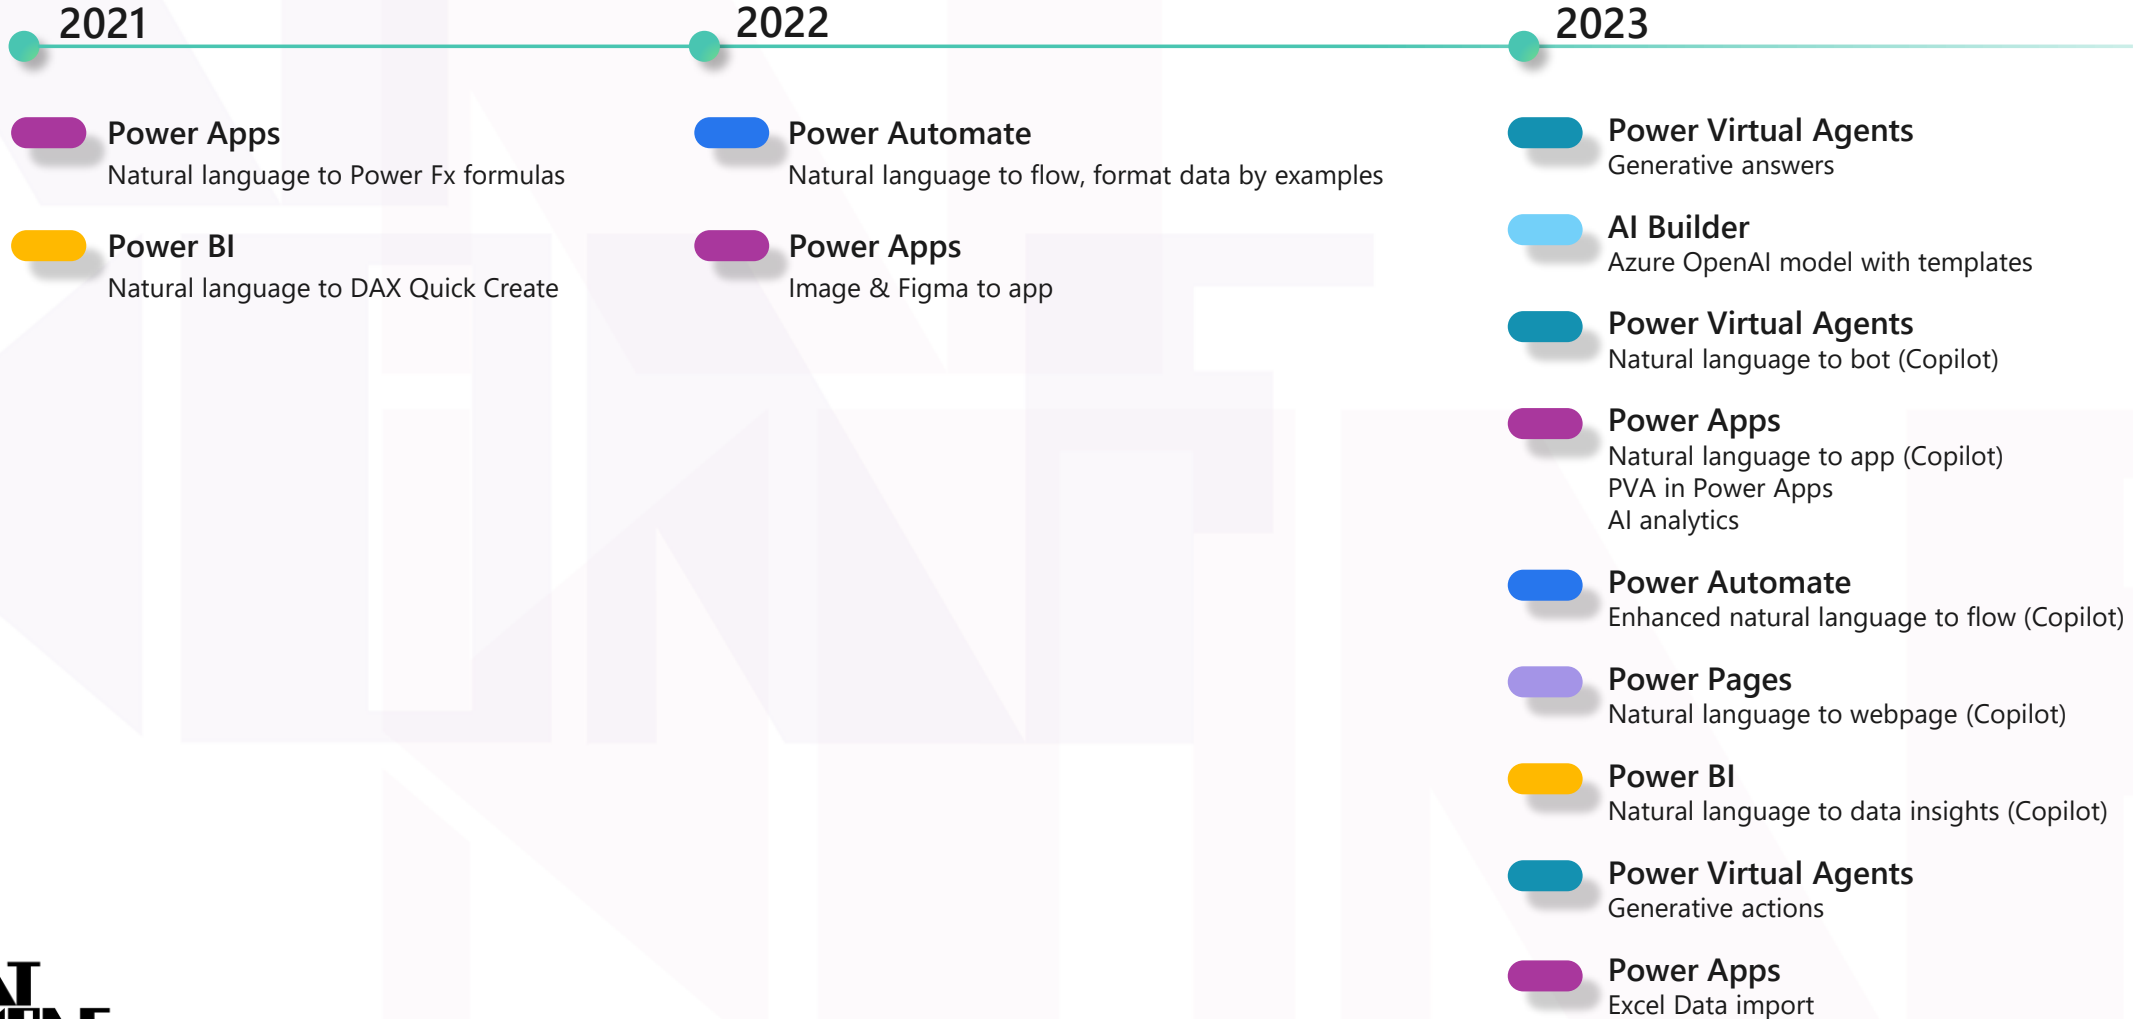 2021
Power Apps
Natural language to Power Fx formulas
Power BI
Natural language to DAX Quick Create
2022
Power Automate
Natural language to flow, format data by examples
Power Apps
Image & Figma to app
2023
Power Virtual Agents
Generative answers
AI Builder
Azure OpenAI model with templates
Power Virtual Agents
Natural language to bot (Copilot)
Power Apps
Natural language to app (Copilot)
PVA in Power Apps
AI analytics
Power Automate
Enhanced natural language to flow (Copilot)
Power Pages
Natural language to webpage (Copilot)
Power BI
Natural language to data insights (Copilot)
Power Virtual Agents
Generative actions
Power Apps
Excel Data import